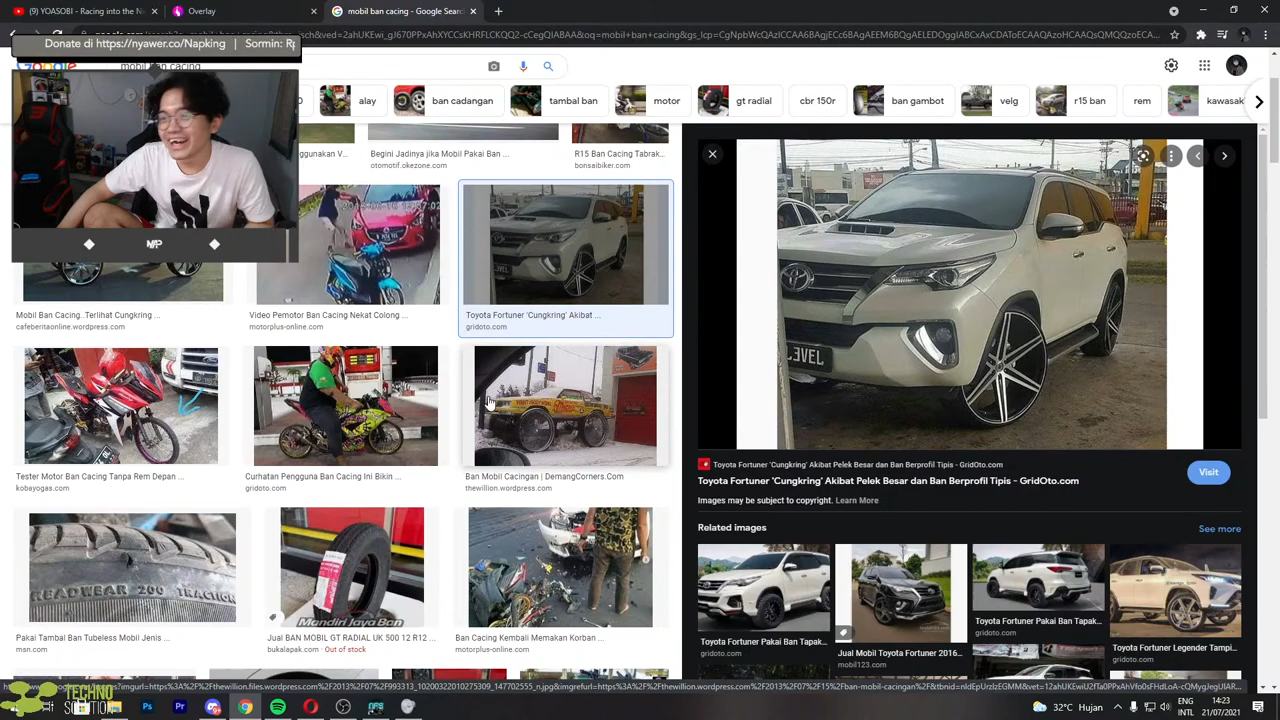 (9) YOASOBI - Racing into the N
Overlay
mobil ban cacing - Google Search
Donate di https://nyawer.co/Napking | Sormin: Rp
Google
mobil ban cacing
alay
ban cadangan
tambal ban
motor
gt radial
cbr 150r
ban gambot
velg
r15 ban
rem
kawasak
nggunakan V...
Begini Jadinya jika Mobil Pakai Ban ...
otomotif.okezone.com
R15 Ban Cacing Tabrak...
bonsaibiker.com
Mobil Ban Cacing..Terlihat Cungkring ...
cafeberitaonline.wordpress.com
Video Pemotor Ban Cacing Nekat Colong ...
motorplus-online.com
Toyota Fortuner 'Cungkring' Akibat ...
gridoto.com
Tester Motor Ban Cacing Tanpa Rem Depan ...
kobayogas.com
Curhatan Pengguna Ban Cacing Ini Bikin ...
gridoto.com
Ban Mobil Cacingan | DemangCorners.Com
thewillion.wordpress.com
READWEAR 200 TRACTION
Mandiri Jaya Ban
Pakai Tambal Ban Tubeless Mobil Jenis ...
msn.com
Jual BAN MOBIL GT RADIAL UK 500 12 R12 ...
bukalapak.com · Out of stock
Ban Cacing Kembali Memakan Korban ...
motorplus-online.com
Toyota Fortuner 'Cungkring' Akibat Pelek Besar dan Ban Berprofil Tipis - GridOto.com
Toyota Fortuner 'Cungkring' Akibat Pelek Besar dan Ban Berprofil Tipis - GridOto.com
Visit
Images may be subject to copyright. Learn More
Related images
See more
Toyota Fortuner Pakai Ban Tapak...
gridoto.com
Jual Mobil Toyota Fortuner 2016...
mobil123.com
Toyota Fortuner Pakai Ban Tapak...
gridoto.com
Toyota Fortuner Legender Tampi...
gridoto.com
TECHNO
SOLUTION
32°C Hujan
ENG
INTL
14:23
21/07/2021